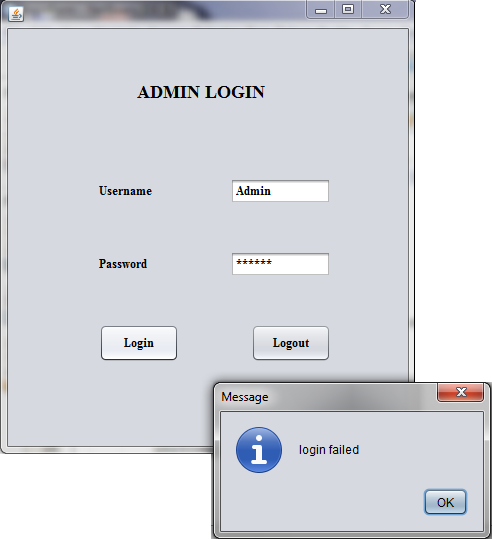 ADMIN LOGIN
Username Admin
Password ******
Login Logout
Message
login failed
OK